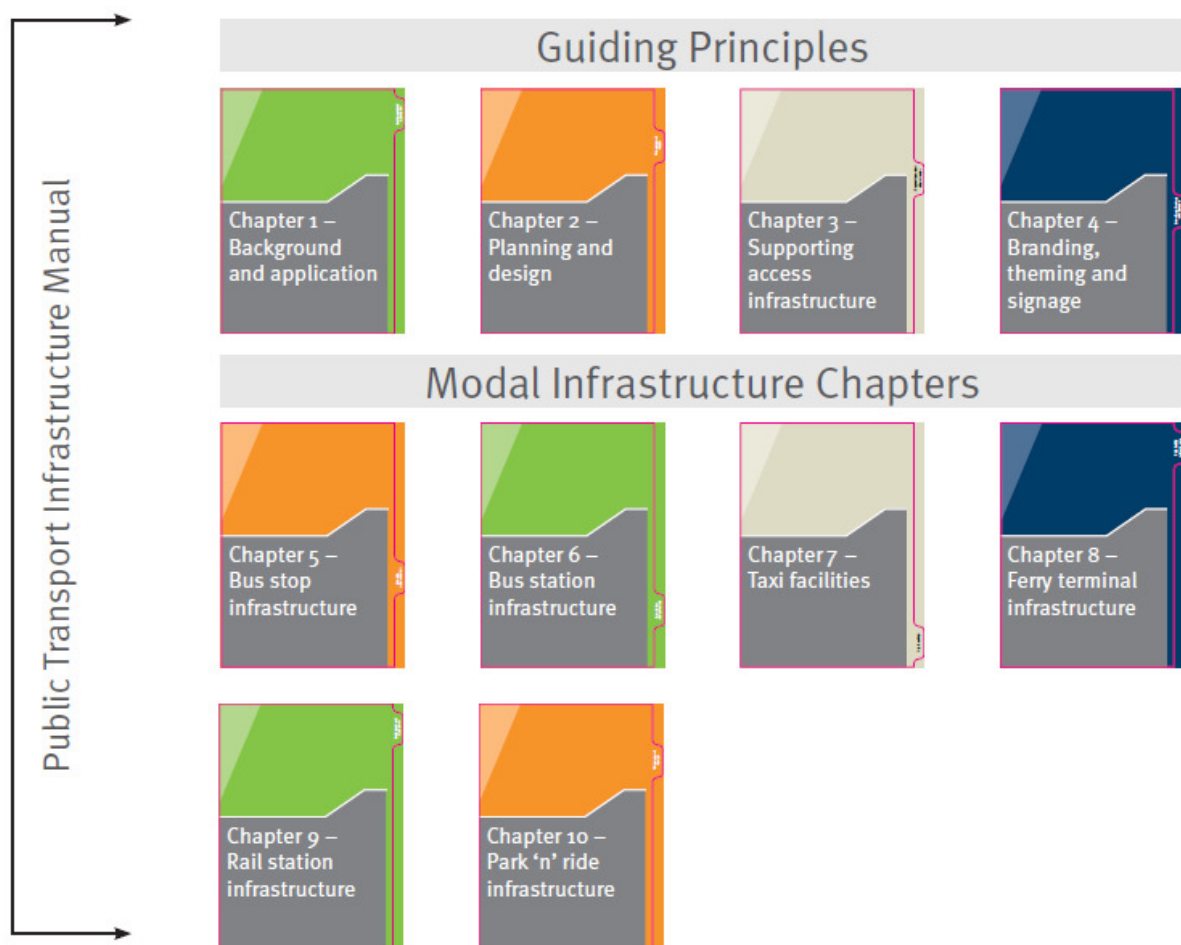 Public Transport Infrastructure Manual
Guiding Principles
Chapter 1 –
Background
and application
Chapter 2 –
Planning and
design
Chapter 3 –
Supporting
access
infrastructure
Chapter 4 –
Branding,
theming and
signage
Modal Infrastructure Chapters
Chapter 5 –
Bus stop
infrastructure
Chapter 6 –
Bus station
infrastructure
Chapter 7 –
Taxi facilities
Chapter 8 –
Ferry terminal
infrastructure
Chapter 9 –
Rail station
infrastructure
Chapter 10 –
Park ‘n’ ride
infrastructure